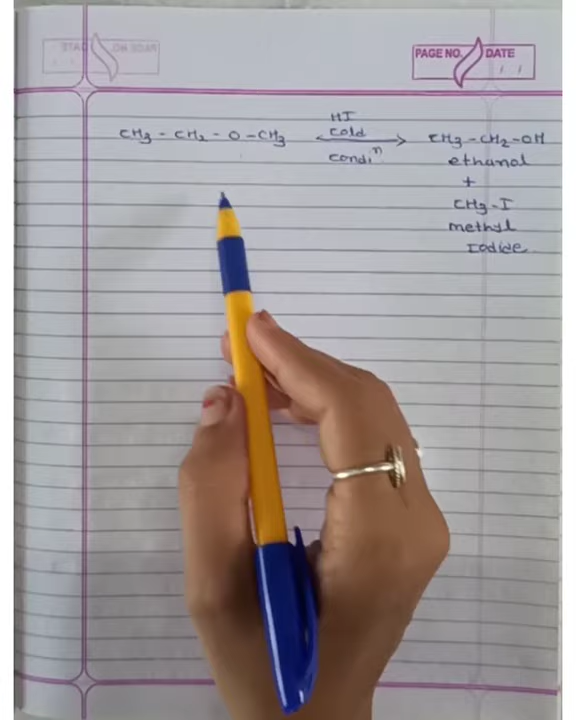 PAGE NO. DATE
CH3 - CH2 - O - CH3 HI cold condiⁿ CH3 - CH2 - OH
ethanol
+
CH3 - I
methyl
Iodide